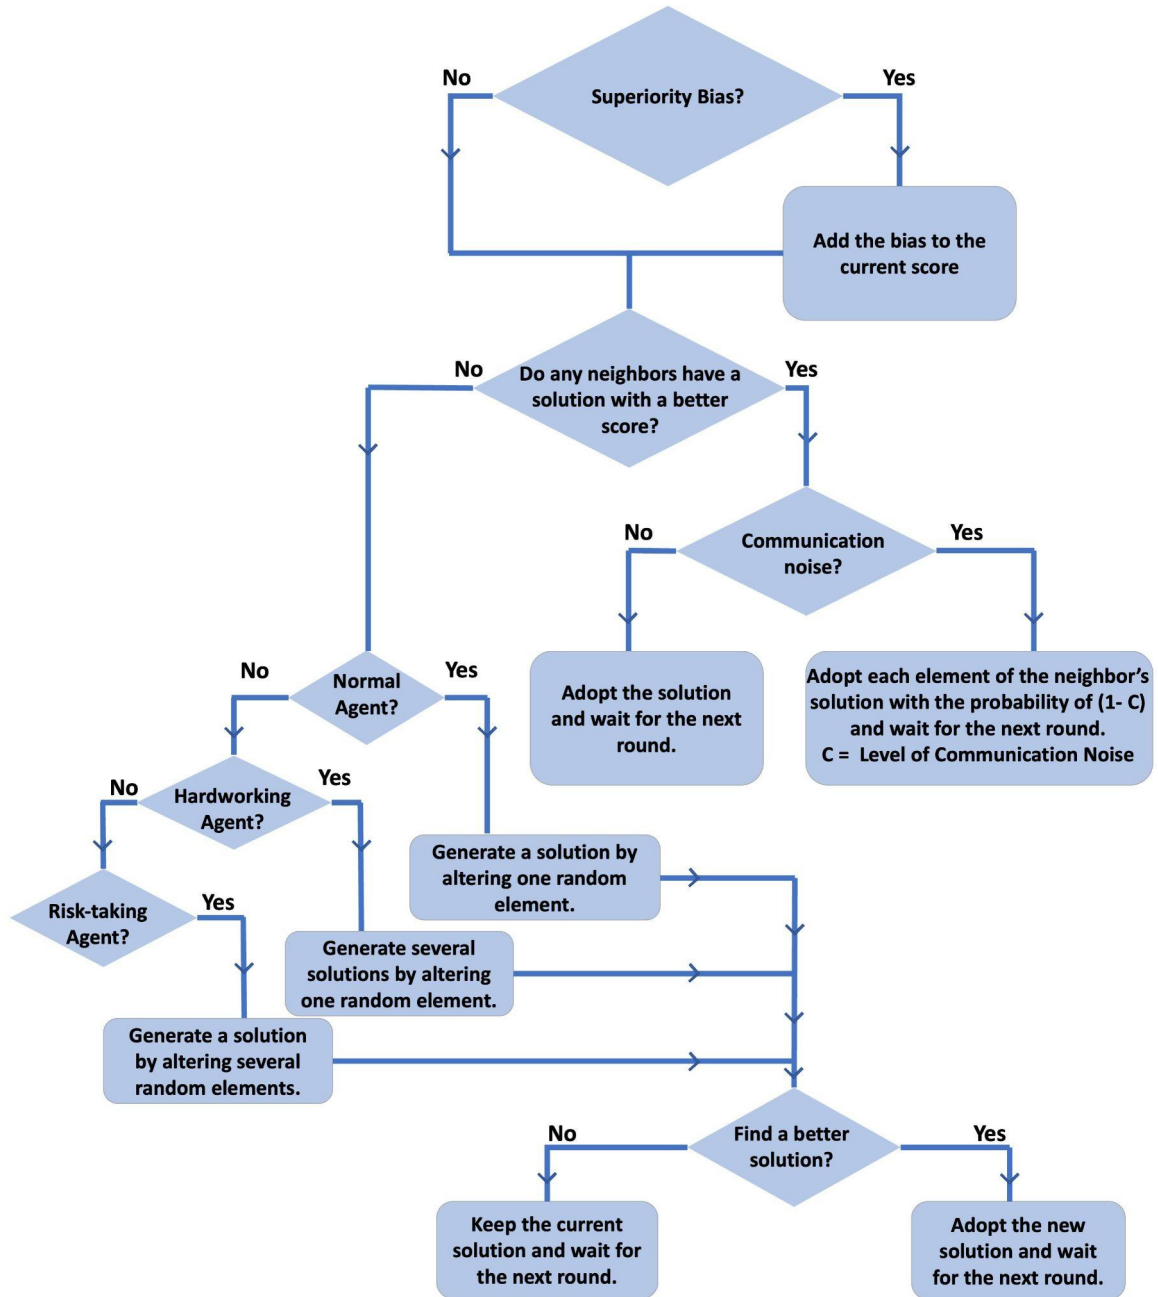 No
Yes
Superiority Bias?
Add the bias to the
current score
No
Yes
Do any neighbors have a
solution with a better
score?
No
Yes
Communication
noise?
Adopt the solution
and wait for the next
round.
Adopt each element of the neighbor's
solution with the probability of (1- C)
and wait for the next round.
C = Level of Communication Noise
No
Yes
Normal
Agent?
No
Yes
Hardworking
Agent?
Generate a solution by
altering one random
element.
Yes
Risk-taking
Agent?
Generate several
solutions by altering
one random element.
Generate a solution
by altering several
random elements.
No
Yes
Find a better
solution?
Keep the current
solution and wait for
the next round.
Adopt the new
solution and wait
for the next round.